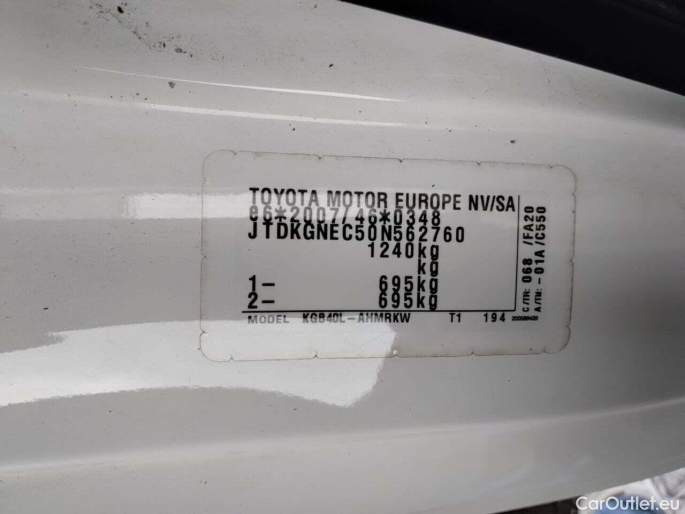 TOYOTA MOTOR EUROPE NV/SA
e6*2007/46*0348
JTDKGNEC50N562760
1240kg
kg
1- 695kg
2- 695kg
MODEL KGB40L-AHMRKW T1 194
C/TR: 068 /FA20
A/TM: -01A /C550
CarOutlet.eu